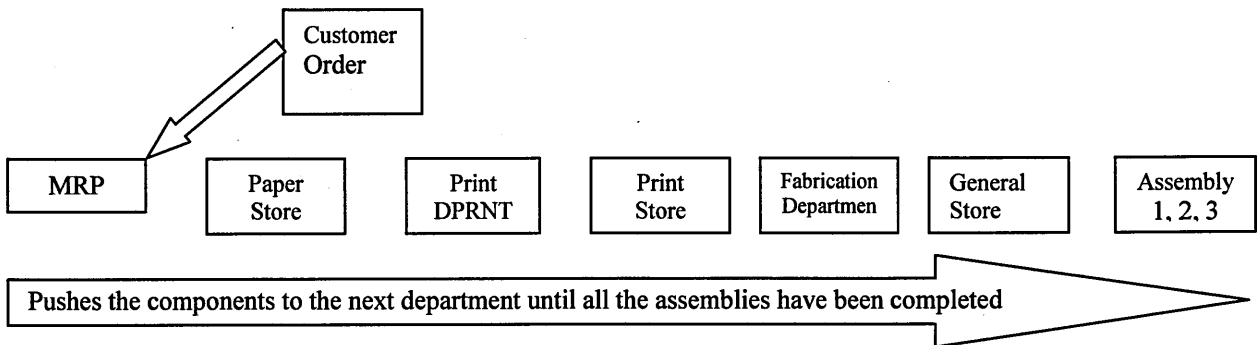 Customer
Order
MRP
Paper
Store
Print
DPRNT
Print
Store
Fabrication
Departmen
General
Store
Assembly
1, 2, 3
Pushes the components to the next department until all the assemblies have been completed